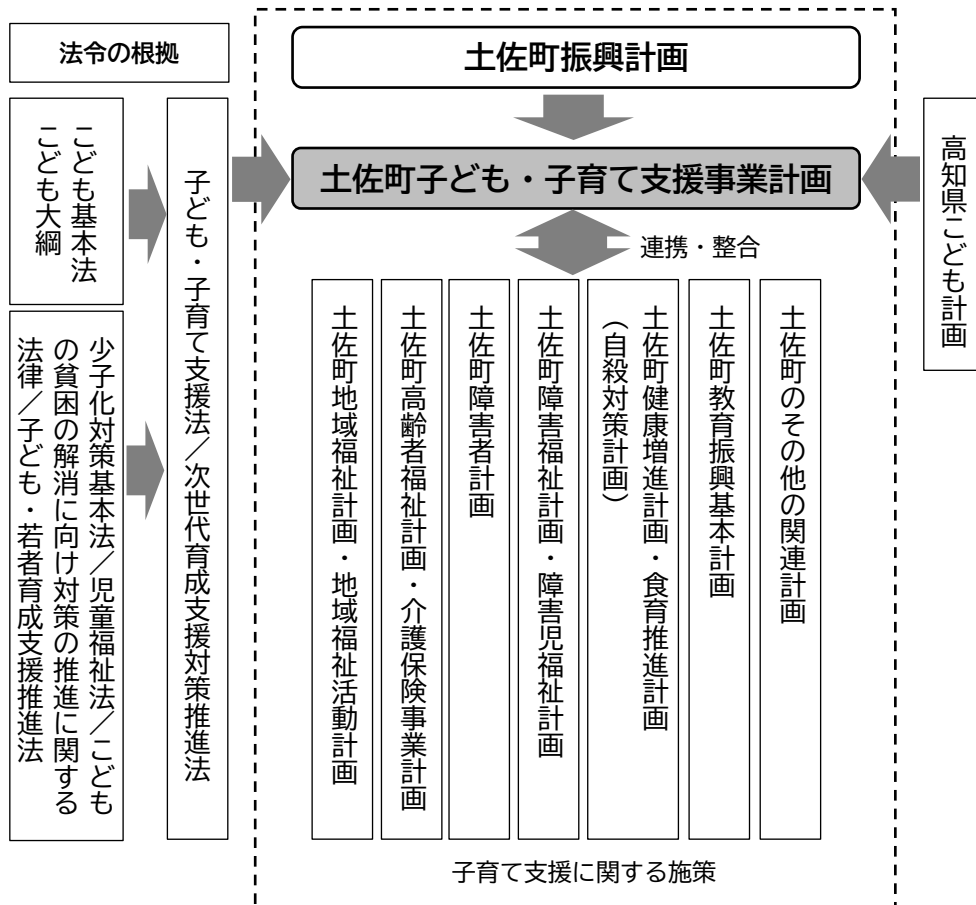 法令の根拠
土佐町振興計画
土佐町子ども・子育て支援事業計画
連携・整合
こども基本法
こども大綱
少子化対策基本法／児童福祉法／こども
の貧困の解消に向け対策の推進に関する
法律／子ども・若者育成支援推進法
子ども・子育て支援法／次世代育成支援対策推進法
土佐町地域福祉計画・地域福祉活動計画
土佐町高齢者福祉計画・介護保険事業計画
土佐町障害者計画
土佐町障害福祉計画・障害児福祉計画
土佐町健康増進計画・食育推進計画
（自殺対策計画）
土佐町教育振興基本計画
土佐町のその他の関連計画
高知県こども計画
子育て支援に関する施策